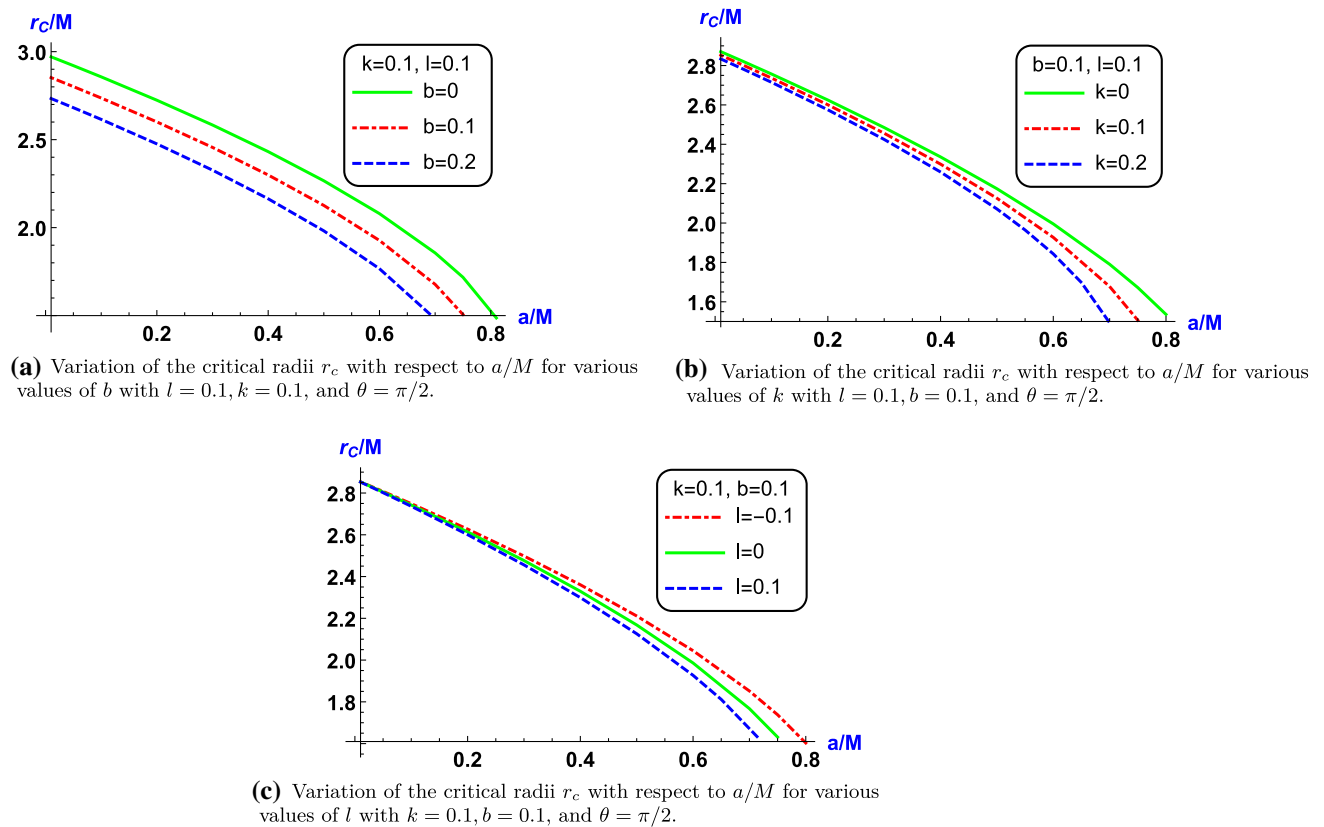 r_C/M
3.0
2.5
2.0
0.2 0.4 0.6 0.8
a/M
k=0.1, l=0.1
b=0
b=0.1
b=0.2
(a) Variation of the critical radii r_c with respect to a/M for various
values of b with l = 0.1, k = 0.1, and θ = π/2.
r_C/M
2.8
2.6
2.4
2.2
2.0
1.8
1.6
0.2 0.4 0.6 0.8
a/M
b=0.1, l=0.1
k=0
k=0.1
k=0.2
(b) Variation of the critical radii r_c with respect to a/M for various
values of k with l = 0.1, b = 0.1, and θ = π/2.
r_C/M
2.8
2.6
2.4
2.2
2.0
1.8
0.2 0.4 0.6 0.8
a/M
k=0.1, b=0.1
l=−0.1
l=0
l=0.1
(c) Variation of the critical radii r_c with respect to a/M for various
values of l with k = 0.1, b = 0.1, and θ = π/2.